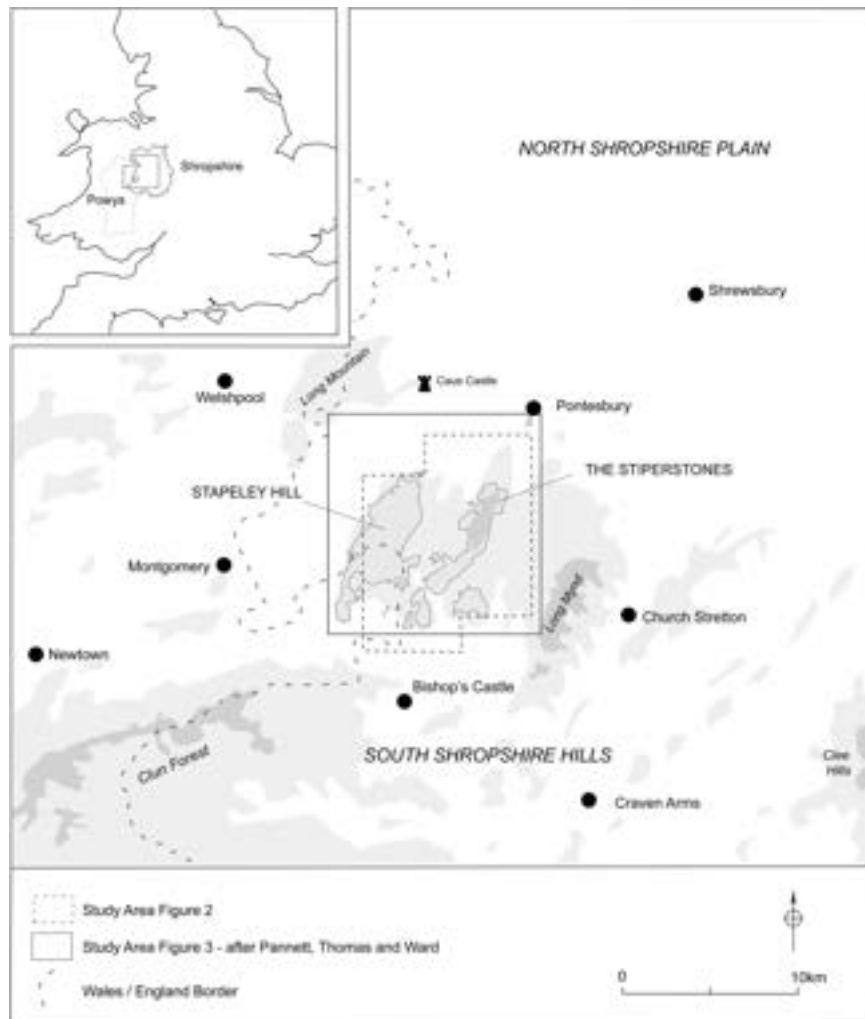 Shropshire
Powys
NORTH SHROPSHIRE PLAIN
Shrewsbury
Long Mountain
Welshpool
Caus Castle
Pontesbury
THE STIPERSTONES
STAPELEY HILL
Montgomery
Long Mynd
Church Stretton
Newtown
Bishop's Castle
Clun Forest
SOUTH SHROPSHIRE HILLS
Clee
Hills
Craven Arms
Study Area Figure 2
Study Area Figure 3 - after Pannett, Thomas and Ward
Wales / England Border
0 10km